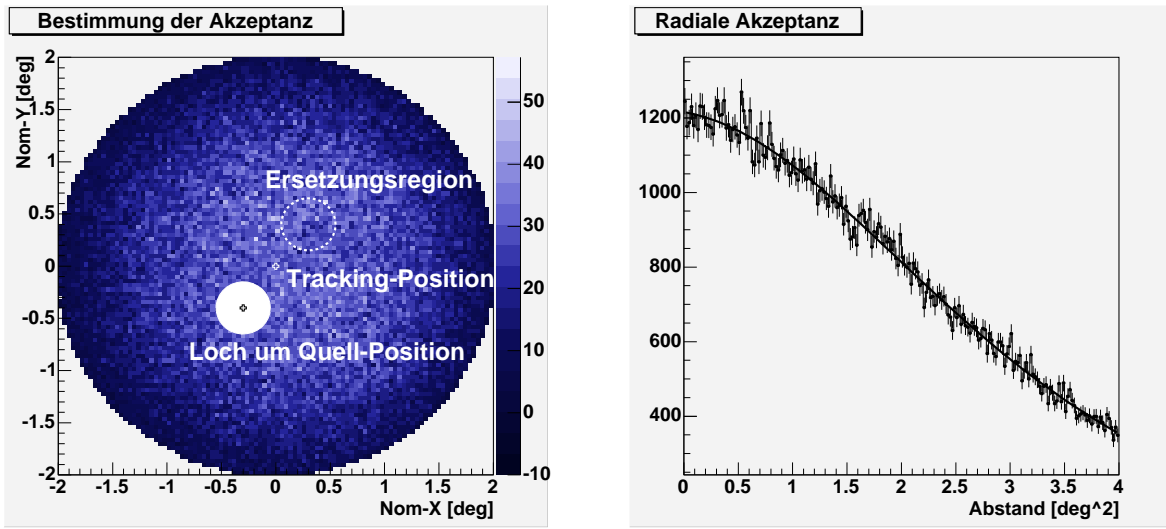 Bestimmung der Akzeptanz
Nom-Y [deg]
2
1.5
1
0.5
0
-0.5
-1
-1.5
-2
-2 -1.5 -1 -0.5 0 0.5 1 1.5 2
Nom-X [deg]
Ersetzungsregion
Tracking-Position
Loch um Quell-Position
50
40
30
20
10
0
-10
Radiale Akzeptanz
1200
1000
800
600
400
0 0.5 1 1.5 2 2.5 3 3.5 4
Abstand [deg^2]